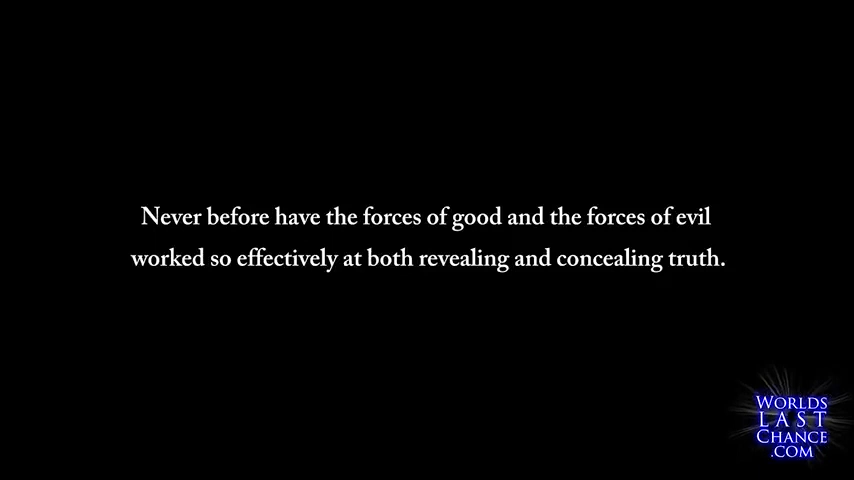 Never before have the forces of good and the forces of evil
worked so effectively at both revealing and concealing truth.
WORLDS
LAST
CHANCE
.COM